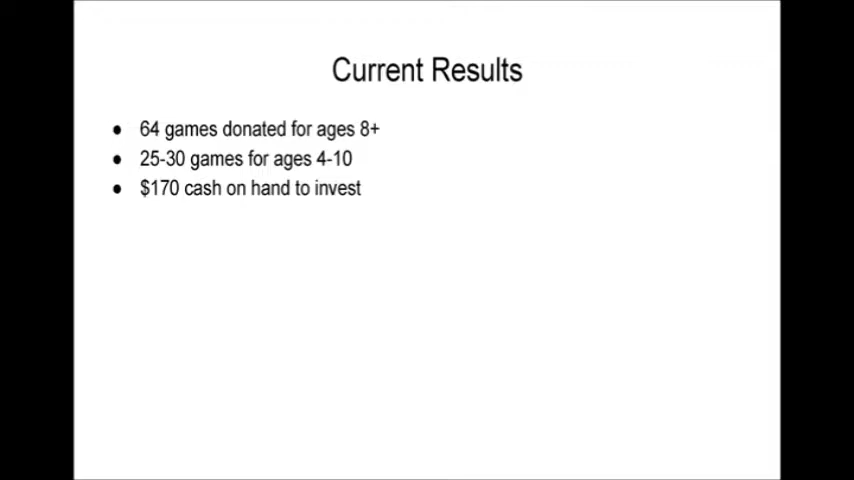 Current Results
● 64 games donated for ages 8+
● 25-30 games for ages 4-10
● $170 cash on hand to invest